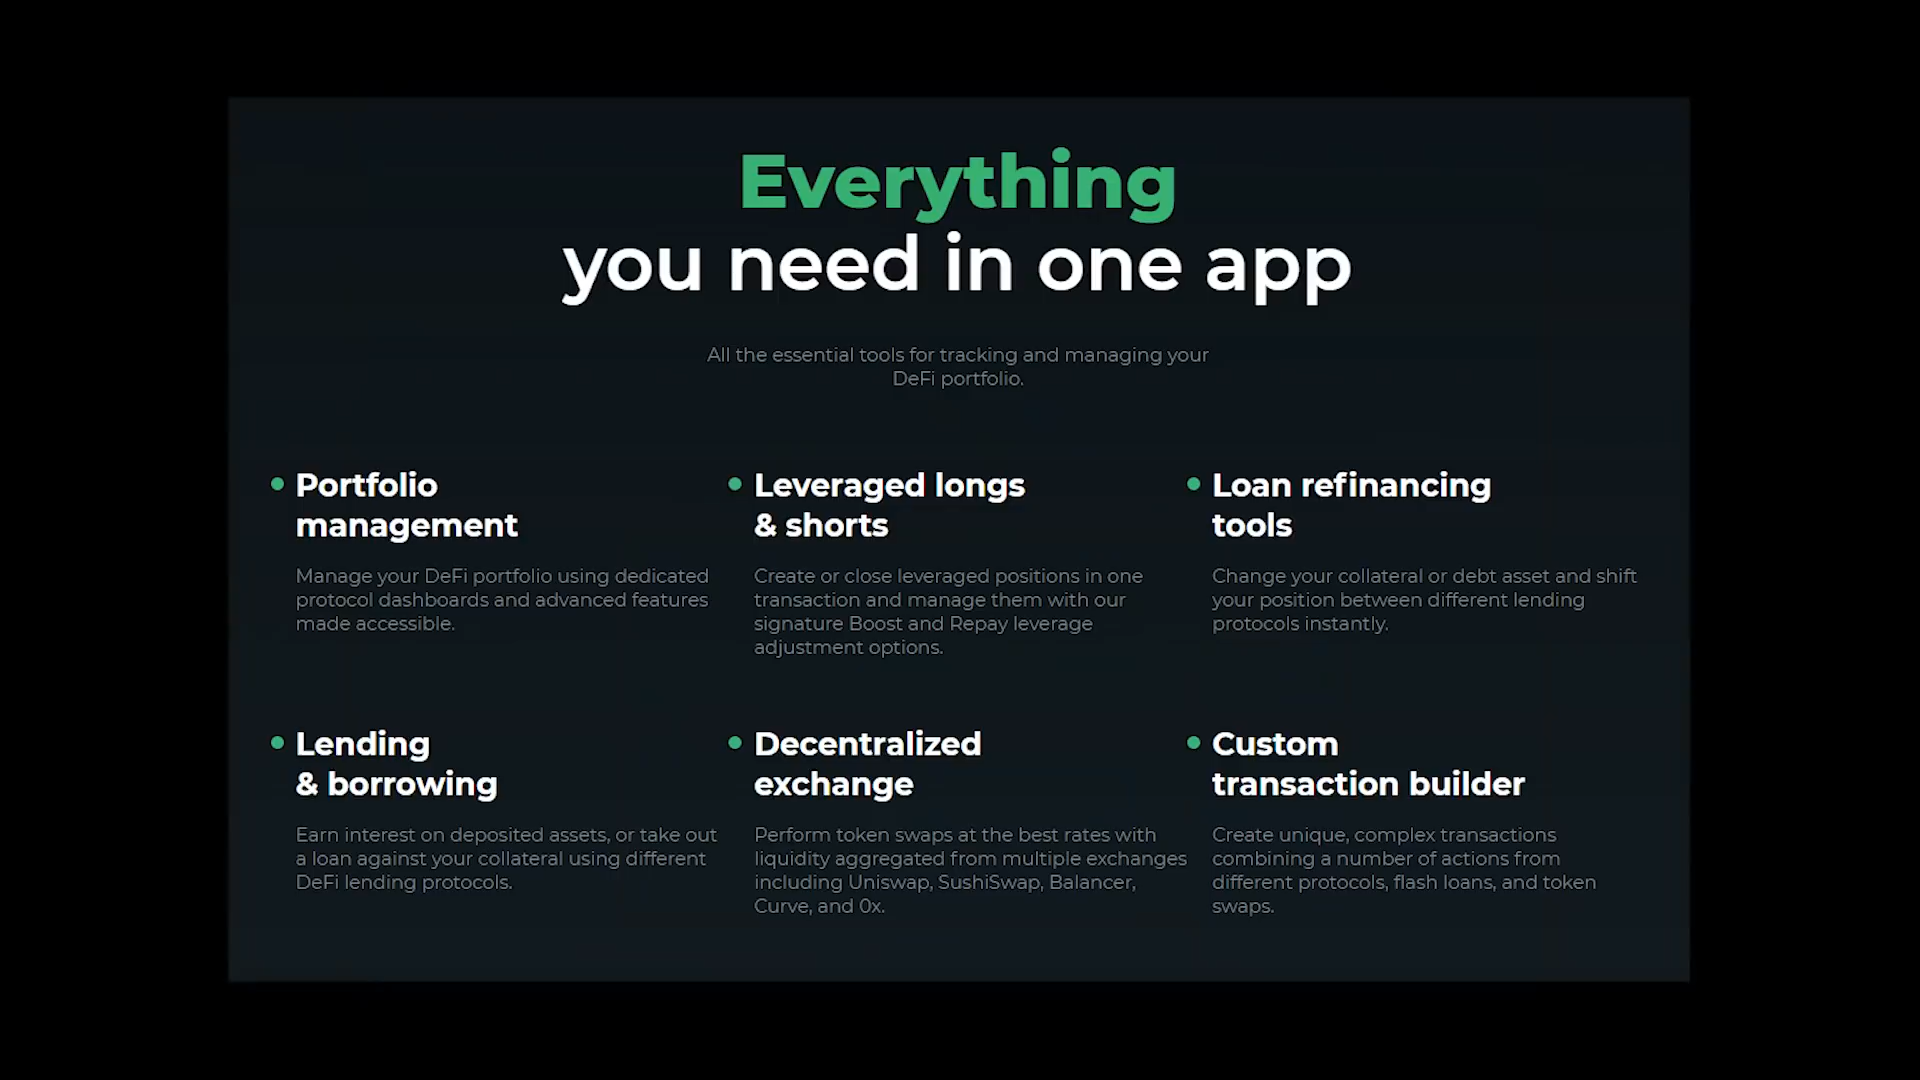 Everything
you need in one app
All the essential tools for tracking and managing your
DeFi portfolio.
Portfolio
management
Manage your DeFi portfolio using dedicated
protocol dashboards and advanced features
made accessible.
Leveraged longs
& shorts
Create or close leveraged positions in one
transaction and manage them with our
signature Boost and Repay leverage
adjustment options.
Loan refinancing
tools
Change your collateral or debt asset and shift
your position between different lending
protocols instantly.
Lending
& borrowing
Earn interest on deposited assets, or take out
a loan against your collateral using different
DeFi lending protocols.
Decentralized
exchange
Perform token swaps at the best rates with
liquidity aggregated from multiple exchanges
including Uniswap, SushiSwap, Balancer,
Curve, and 0x.
Custom
transaction builder
Create unique, complex transactions
combining a number of actions from
different protocols, flash loans, and token
swaps.